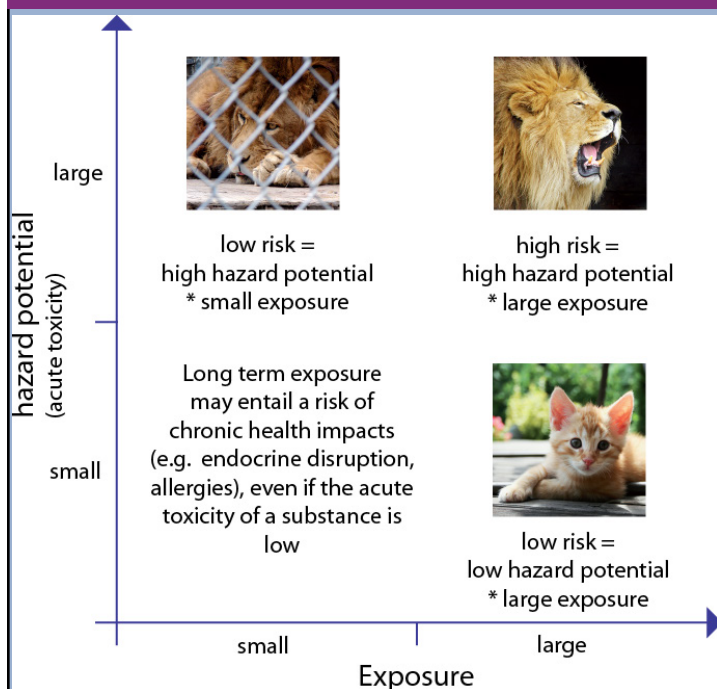 large
hazard potential
(acute toxicity)
small
low risk =
high hazard potential
* small exposure
high risk =
high hazard potential
* large exposure
Long term exposure
may entail a risk of
chronic health impacts
(e.g. endocrine disruption,
allergies), even if the acute
toxicity of a substance is
low
low risk =
low hazard potential
* large exposure
small
large
Exposure